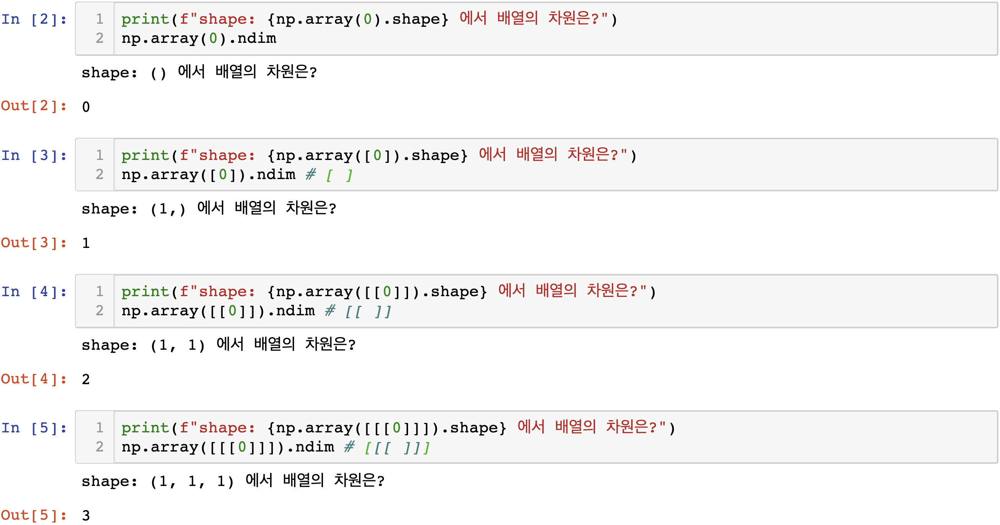 In [2]: 1 print(f"shape: {np.array(0).shape} 에서 배열의 차원은?")
2 np.array(0).ndim
shape: () 에서 배열의 차원은?
Out[2]: 0
In [3]: 1 print(f"shape: {np.array([0]).shape} 에서 배열의 차원은?")
2 np.array([0]).ndim # [ ]
shape: (1,) 에서 배열의 차원은?
Out[3]: 1
In [4]: 1 print(f"shape: {np.array([[0]]).shape} 에서 배열의 차원은?")
2 np.array([[0]]).ndim # [[ ]]
shape: (1, 1) 에서 배열의 차원은?
Out[4]: 2
In [5]: 1 print(f"shape: {np.array([[[0]]]).shape} 에서 배열의 차원은?")
2 np.array([[[0]]]).ndim # [[[ ]]]
shape: (1, 1, 1) 에서 배열의 차원은?
Out[5]: 3